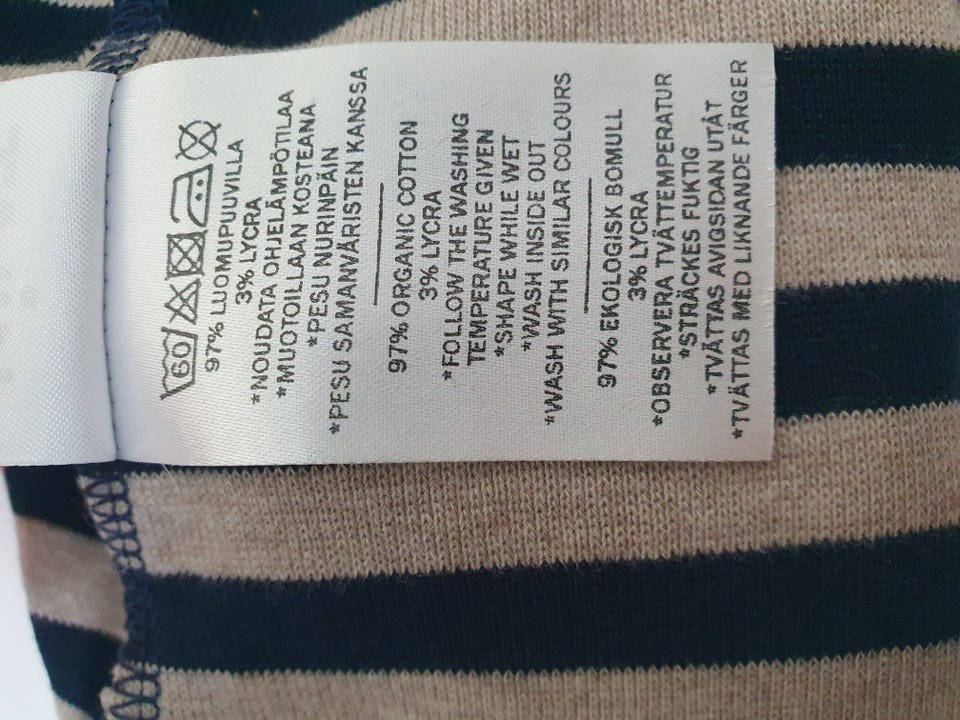 60
97% LUOMUPUUVILLA
3% LYCRA
*NOUDATA OHJELÄMPÖTILAA
*MUOTOILLAAN KOSTEANA
*PESU NURINPÄIN
*PESU SAMANVÄRISTEN KANSSA
97% ORGANIC COTTON
3% LYCRA
*FOLLOW THE WASHING
TEMPERATURE GIVEN
*SHAPE WHILE WET
*WASH INSIDE OUT
*WASH WITH SIMILAR COLOURS
97% EKOLOGISK BOMULL
3% LYCRA
*OBSERVERA TVÄTTEMPERATUR
*STRÄCKES FUKTIG
*TVÄTTAS AVIGSIDAN UTÅT
*TVÄTTAS MED LIKNANDE FÄRGER